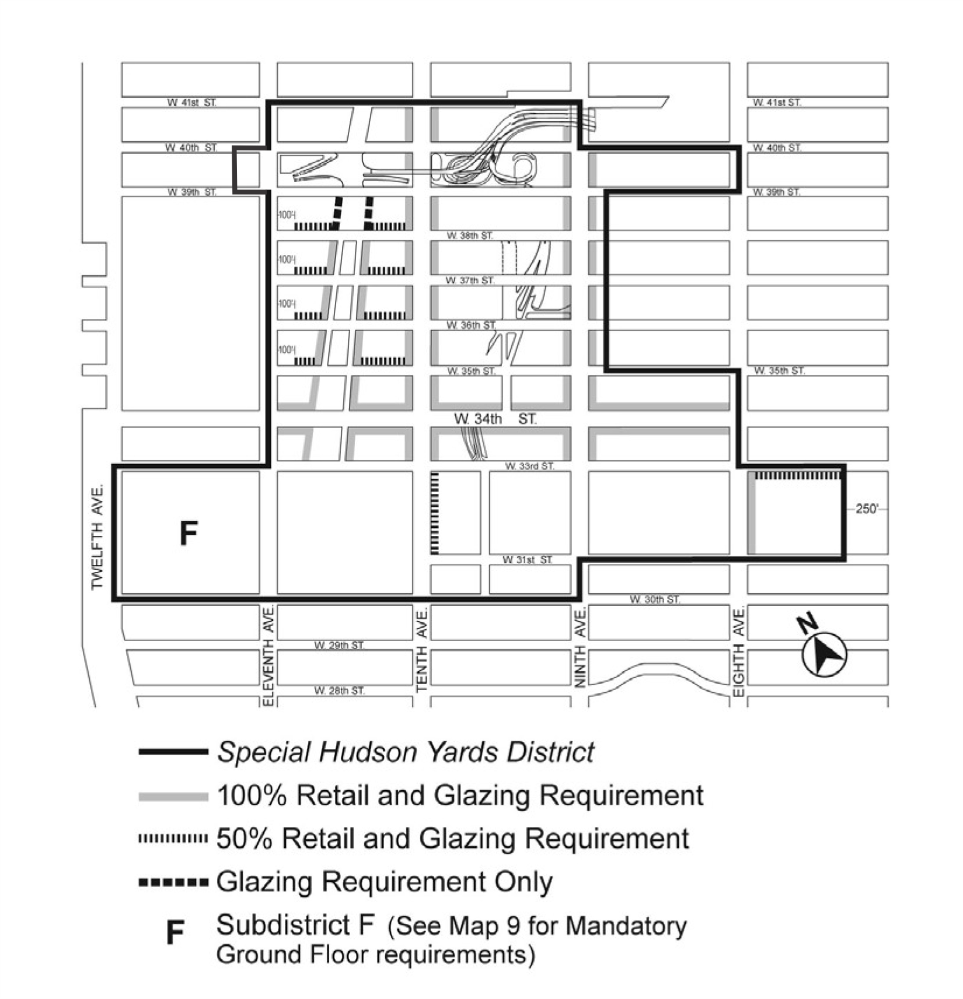 W. 41st ST.
W. 41st ST.
W. 40th ST.
W. 40th ST.
W. 39th ST.
W. 39th ST.
100'
W. 38th ST.
100'
W. 37th ST.
100'
W. 36th ST.
100'
W. 35th ST.
W. 35th ST.
W. 34th ST.
W. 33rd ST.
TWELFTH AVE.
250'
F
W. 31st ST.
W. 30th ST.
ELEVENTH AVE.
TENTH AVE.
NINTH AVE.
EIGHTH AVE.
N
W. 29th ST.
W. 28th ST.
Special Hudson Yards District
100% Retail and Glazing Requirement
50% Retail and Glazing Requirement
Glazing Requirement Only
F Subdistrict F (See Map 9 for Mandatory
Ground Floor requirements)